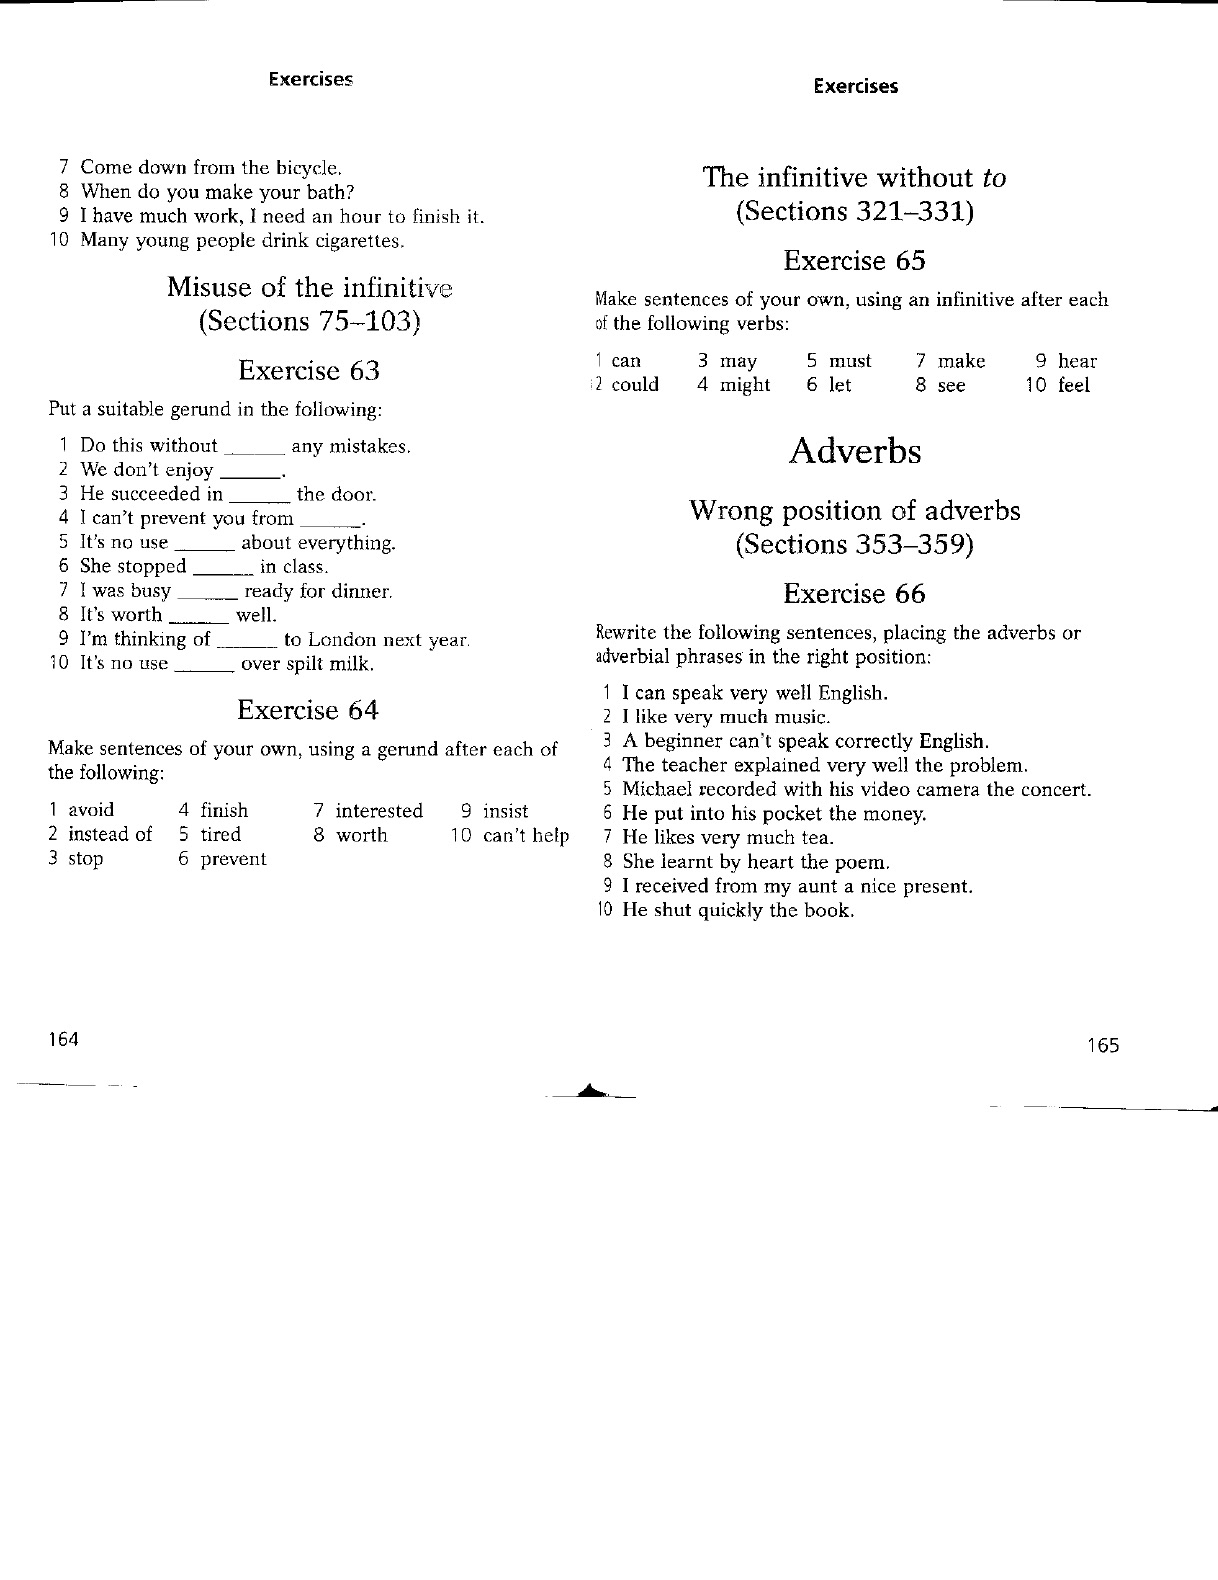 Exercises
7 Come down from the bicycle.
8 When do you make your bath?
9 I have much work, I need an hour to finish it.
10 Many young people drink cigarettes.
Misuse of the infinitive
(Sections 75–103)
Exercise 63
Put a suitable gerund in the following:
1 Do this without _____ any mistakes.
2 We don't enjoy _____.
3 He succeeded in _____ the door.
4 I can't prevent you from _____.
5 It's no use _____ about everything.
6 She stopped _____ in class.
7 I was busy _____ ready for dinner.
8 It's worth _____ well.
9 I'm thinking of _____ to London next year.
10 It's no use _____ over spilt milk.
Exercise 64
Make sentences of your own, using a gerund after each of
the following:
1 avoid 4 finish 7 interested 9 insist
2 instead of 5 tired 8 worth 10 can't help
3 stop 6 prevent
164
Exercises
The infinitive without to
(Sections 321–331)
Exercise 65
Make sentences of your own, using an infinitive after each
of the following verbs:
1 can 3 may 5 must 7 make 9 hear
2 could 4 might 6 let 8 see 10 feel
Adverbs
Wrong position of adverbs
(Sections 353–359)
Exercise 66
Rewrite the following sentences, placing the adverbs or
adverbial phrases in the right position:
1 I can speak very well English.
2 I like very much music.
3 A beginner can't speak correctly English.
4 The teacher explained very well the problem.
5 Michael recorded with his video camera the concert.
6 He put into his pocket the money.
7 He likes very much tea.
8 She learnt by heart the poem.
9 I received from my aunt a nice present.
10 He shut quickly the book.
165